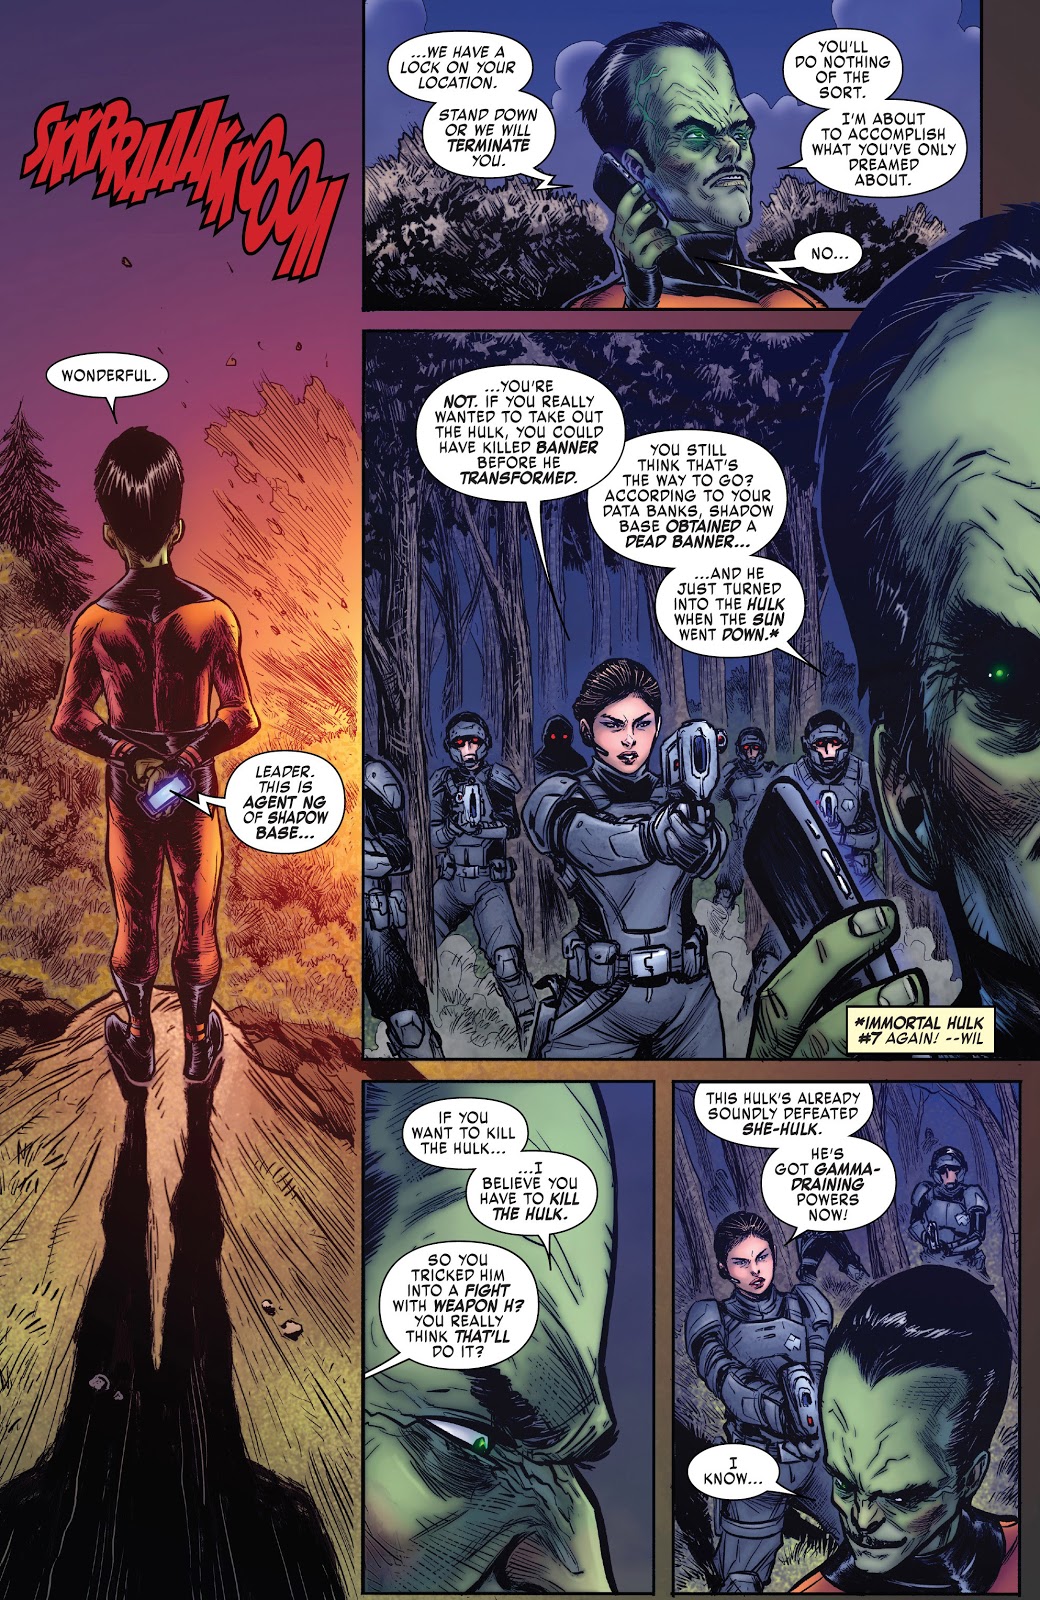 SKKRRAAAKKOOOM
WONDERFUL.
LEADER.
THIS IS
AGENT NG
OF SHADOW
BASE...
...WE HAVE A
LOCK ON YOUR
LOCATION.
STAND DOWN
OR WE WILL
TERMINATE
YOU.
YOU'LL
DO NOTHING
OF THE
SORT.
I'M ABOUT
TO ACCOMPLISH
WHAT YOU'VE ONLY
DREAMED
ABOUT.
NO...
...YOU'RE
NOT. IF YOU REALLY
WANTED TO TAKE OUT
THE HULK, YOU COULD
HAVE KILLED BANNER
BEFORE HE
TRANSFORMED.
YOU STILL
THINK THAT'S
THE WAY TO GO?
ACCORDING TO YOUR
DATA BANKS, SHADOW
BASE OBTAINED A
DEAD BANNER...
...AND HE
JUST TURNED
INTO THE HULK
WHEN THE SUN
WENT DOWN.*
*IMMORTAL HULK
#7 AGAIN! --WIL
IF YOU
WANT TO KILL
THE HULK...
...I
BELIEVE YOU
HAVE TO KILL
THE HULK.
SO YOU
TRICKED HIM
INTO A FIGHT
WITH WEAPON H?
YOU REALLY
THINK THAT'LL
DO IT?
THIS HULK'S ALREADY
SOUNDLY DEFEATED
SHE-HULK.
HE'S
GOT GAMMA-
DRAINING
POWERS
NOW!
I
KNOW...